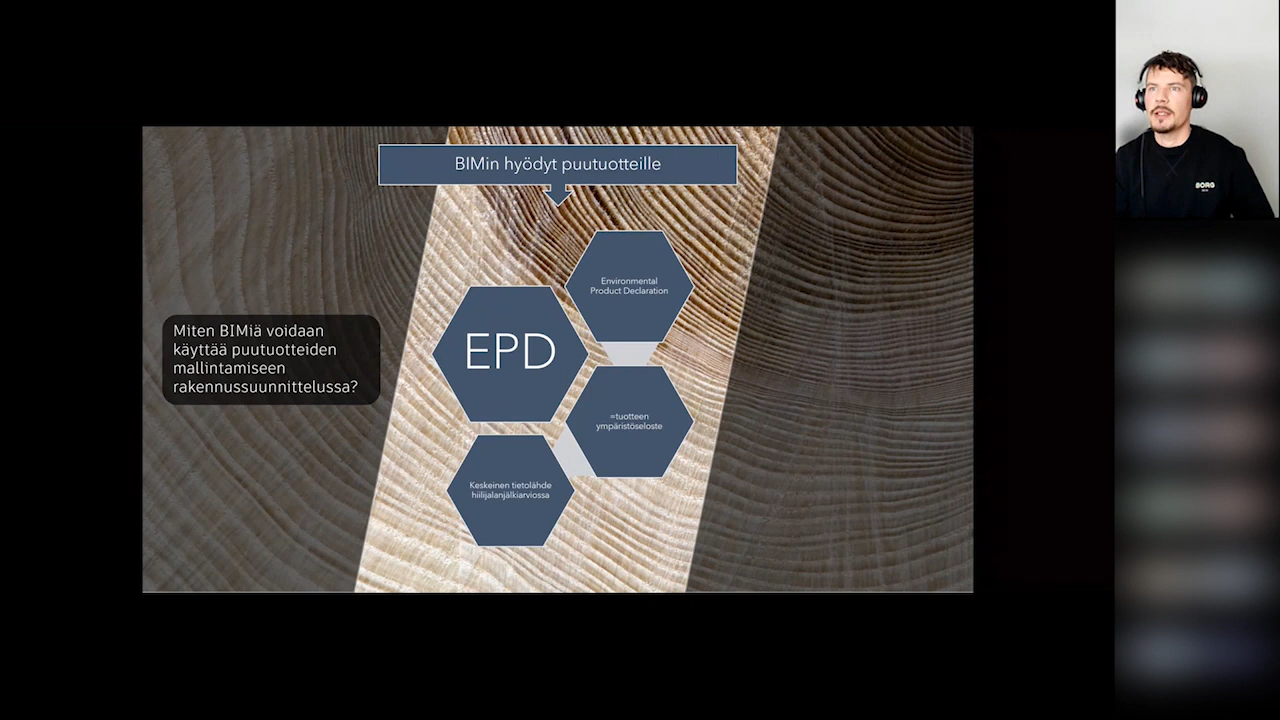 BIMin hyödyt puutuotteille
Miten BIMiä voidaan
käyttää puutuotteiden
mallintamiseen
rakennussuunnittelussa?
EPD
Environmental
Product Declaration
=tuotteen
ympäristöseloste
Keskeinen tietolähde
hiilijalanjälkiarviossa
BORG